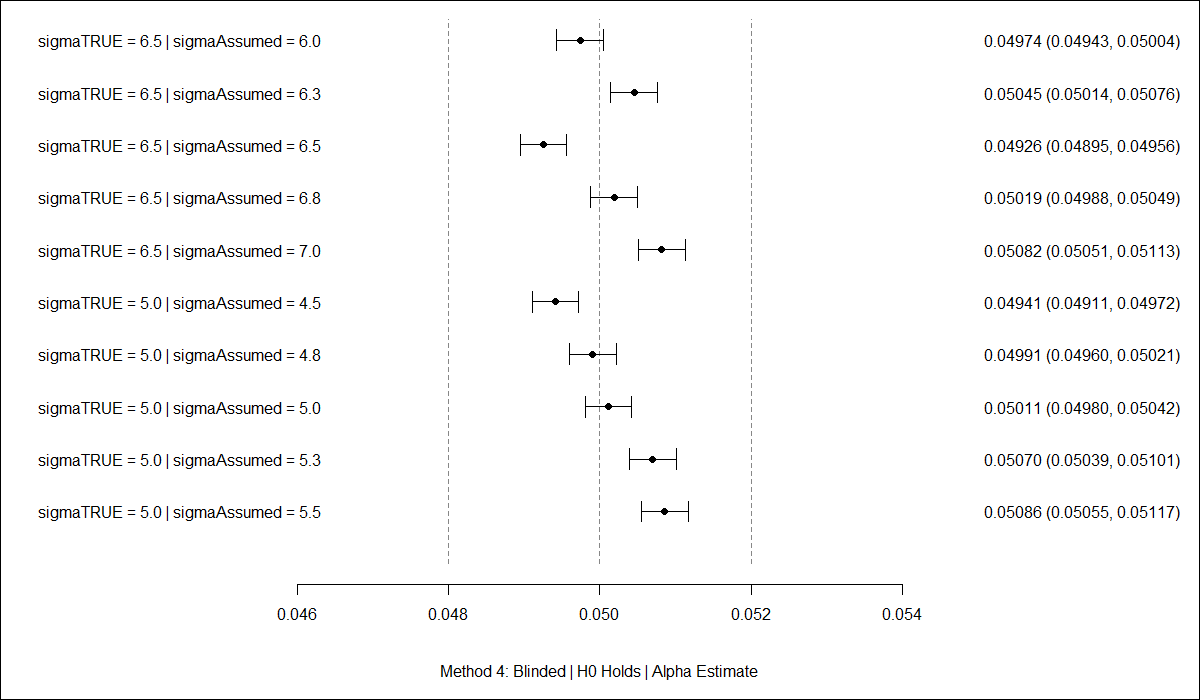 sigmaTRUE = 6.5 | sigmaAssumed = 6.0 0.04974 (0.04943, 0.05004)
sigmaTRUE = 6.5 | sigmaAssumed = 6.3 0.05045 (0.05014, 0.05076)
sigmaTRUE = 6.5 | sigmaAssumed = 6.5 0.04926 (0.04895, 0.04956)
sigmaTRUE = 6.5 | sigmaAssumed = 6.8 0.05019 (0.04988, 0.05049)
sigmaTRUE = 6.5 | sigmaAssumed = 7.0 0.05082 (0.05051, 0.05113)
sigmaTRUE = 5.0 | sigmaAssumed = 4.5 0.04941 (0.04911, 0.04972)
sigmaTRUE = 5.0 | sigmaAssumed = 4.8 0.04991 (0.04960, 0.05021)
sigmaTRUE = 5.0 | sigmaAssumed = 5.0 0.05011 (0.04980, 0.05042)
sigmaTRUE = 5.0 | sigmaAssumed = 5.3 0.05070 (0.05039, 0.05101)
sigmaTRUE = 5.0 | sigmaAssumed = 5.5 0.05086 (0.05055, 0.05117)
0.046 0.048 0.050 0.052 0.054
Method 4: Blinded | H0 Holds | Alpha Estimate